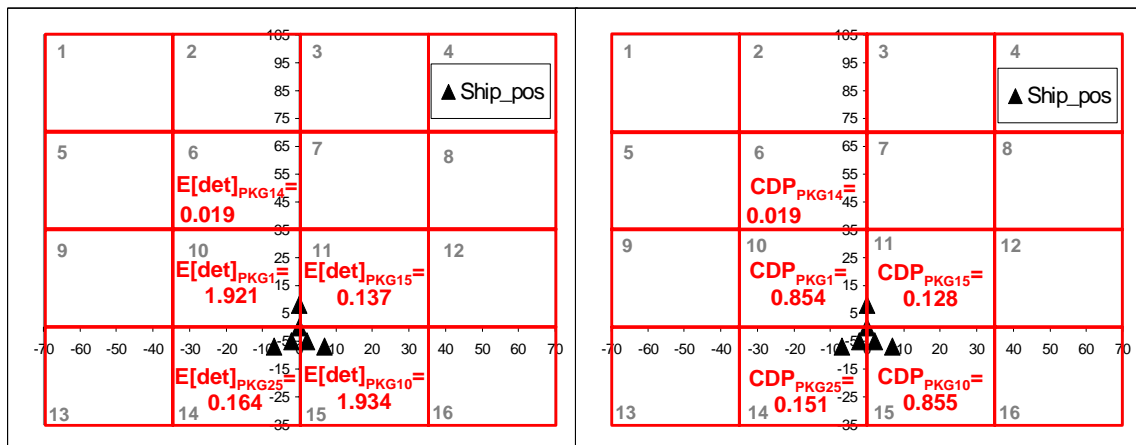 105
1 2 3 4
95
85
Ship_pos
75
65
5 6 7 8
55
E[det]PKG14=
45
0.019
35
25
9 10 11 12
E[det]PKG1= E[det]PKG15=
15
1.921 0.137
5
-70 -60 -50 -40 -30 -20 -10 0 10 20 30 40 50 60 70
-5
-15
E[det]PKG25= E[det]PKG10=
0.164 1.934
-25
13 14 15 16
-35
105
1 2 3 4
95
85
Ship_pos
75
65
5 6 7 8
55
CDPPKG14=
45
0.019
35
25
9 10 11 12
CDPPKG1= CDPPKG15=
15
0.854 0.128
5
-70 -60 -50 -40 -30 -20 -10 0 10 20 30 40 50 60 70
-5
-15
CDPPKG25= CDPPKG10=
0.151 0.855
-25
13 14 15 16
-35